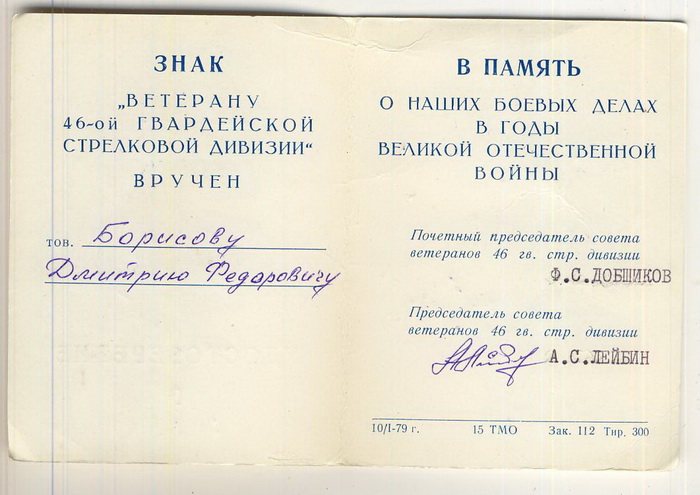 ЗНАК
„ВЕТЕРАНУ
46-ой ГВАРДЕЙСКОЙ
СТРЕЛКОВОЙ ДИВИЗИИ“
ВРУЧЕН
тов. Борисову
Дмитрию Федоровичу
В ПАМЯТЬ
О НАШИХ БОЕВЫХ ДЕЛАХ
В ГОДЫ
ВЕЛИКОЙ ОТЕЧЕСТВЕННОЙ
ВОЙНЫ
Почетный председатель совета
ветеранов 46 гв. стр. дивизии
Ф.С.ДОБЩИКОВ
Председатель совета
ветеранов 46 гв. стр. дивизии
А.С.ЛЕЙБИН
10/I-79 г. 15 ТМО Зак. 112 Тир. 300